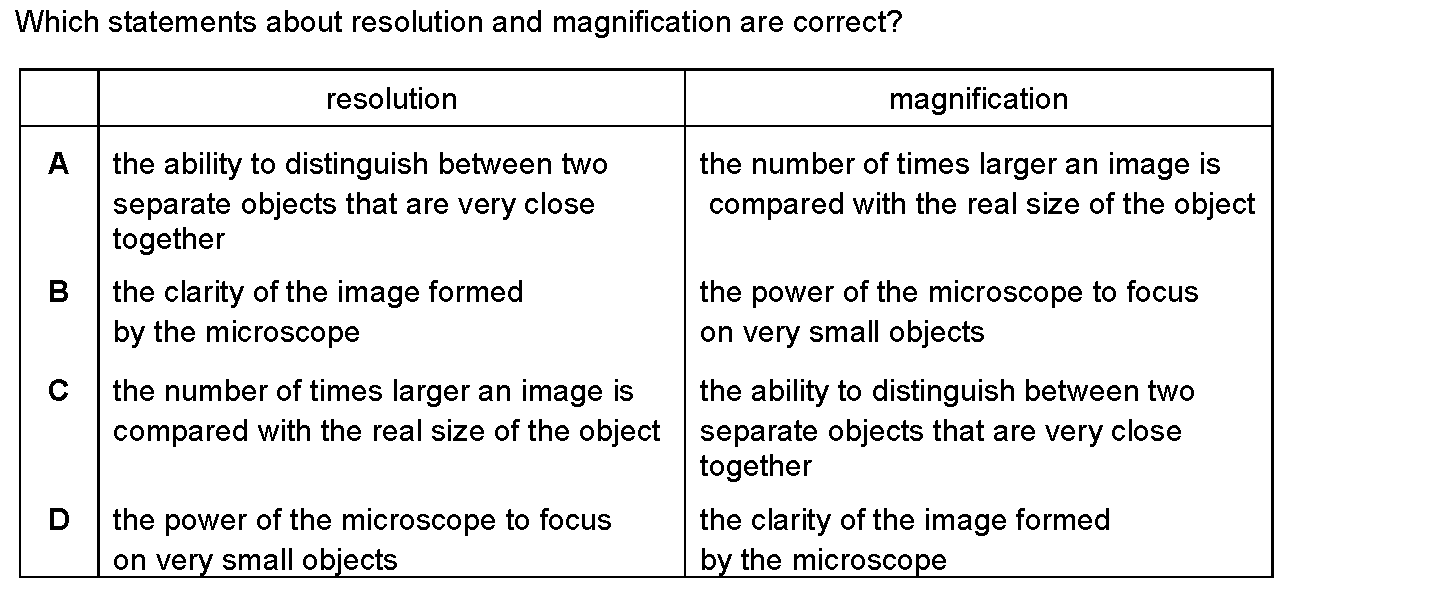 Which statements about resolution and magnification are correct?
resolution magnification
A the ability to distinguish between two the number of times larger an image is
separate objects that are very close compared with the real size of the object
together
B the clarity of the image formed the power of the microscope to focus
by the microscope on very small objects
C the number of times larger an image is the ability to distinguish between two
compared with the real size of the object separate objects that are very close
together
D the power of the microscope to focus the clarity of the image formed
on very small objects by the microscope